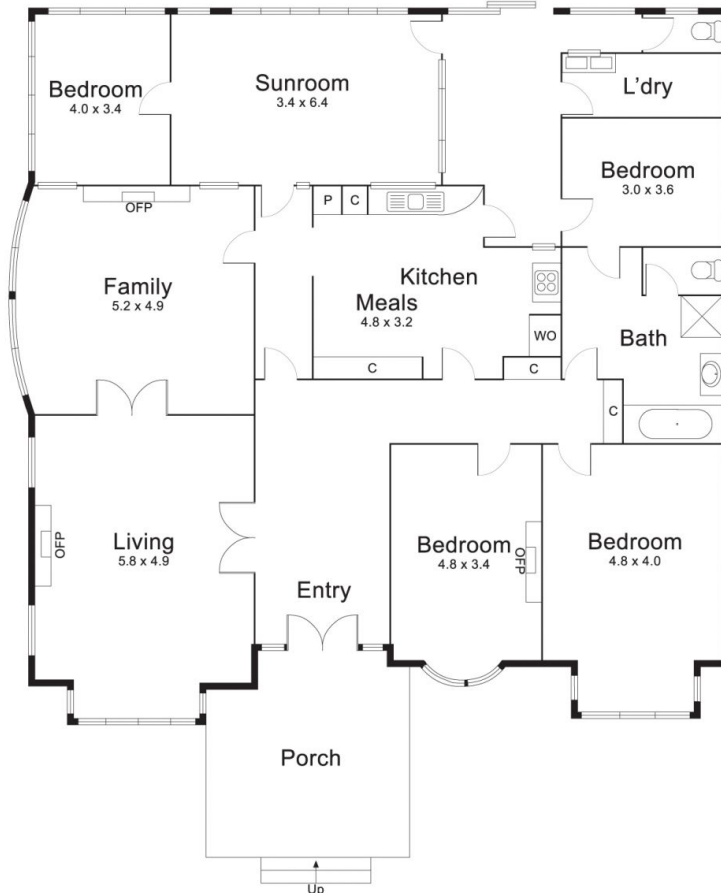 Bedroom
4.0 x 3.4
Sunroom
3.4 x 6.4
L'dry
Bedroom
3.0 x 3.6
OFP
P
C
Family
5.2 x 4.9
Kitchen
Meals
4.8 x 3.2
WO
Bath
C
C
C
OFP
Living
5.8 x 4.9
Bedroom
4.8 x 3.4
OFP
Bedroom
4.8 x 4.0
Entry
Porch
Up